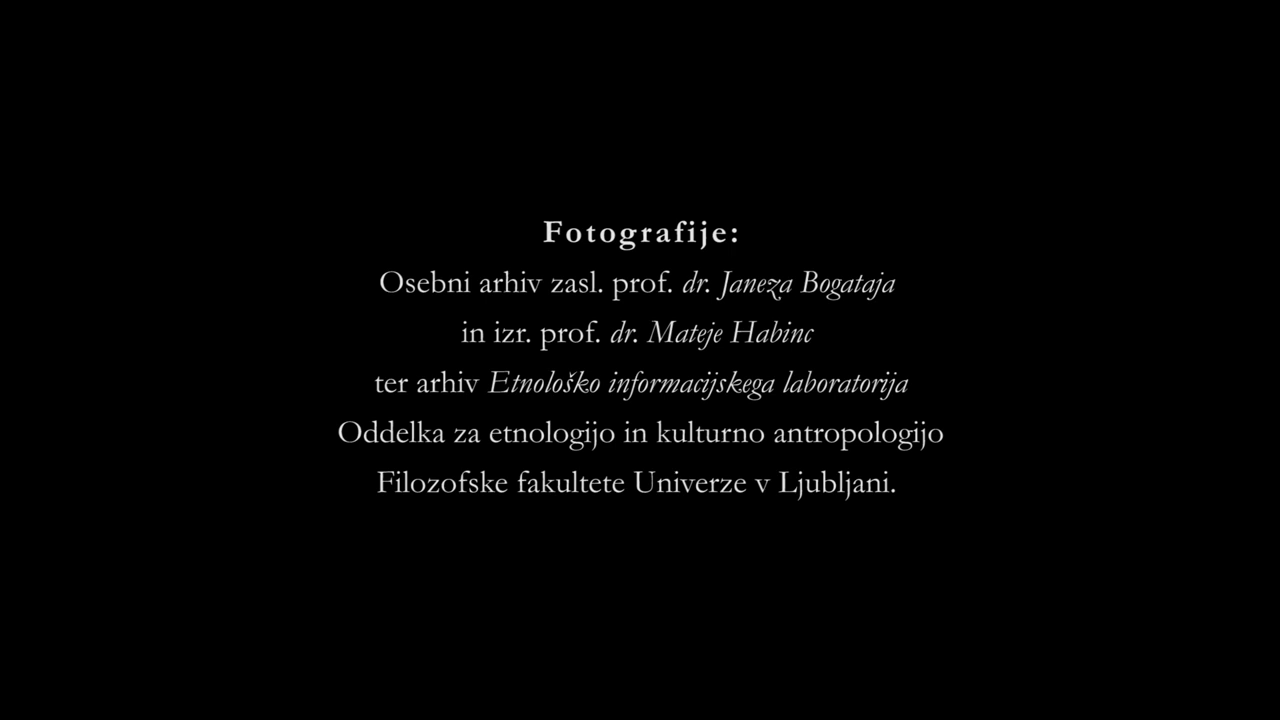 Fotografije:
Osebni arhiv zasl. prof. dr. Janeza Bogataja
in izr. prof. dr. Mateje Habinc
ter arhiv Etnološko informacijskega laboratorija
Oddelka za etnologijo in kulturno antropologijo
Filozofske fakultete Univerze v Ljubljani.